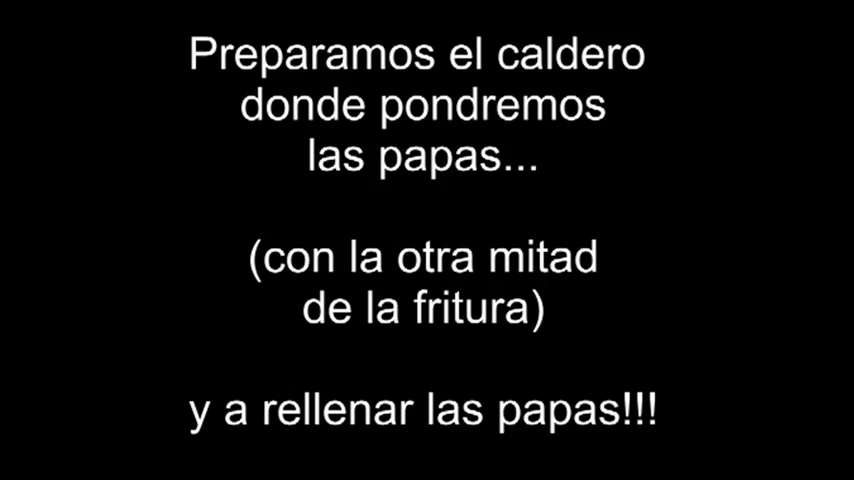 Preparamos el caldero
donde pondremos
las papas...
(con la otra mitad
de la fritura)
y a rellenar las papas!!!